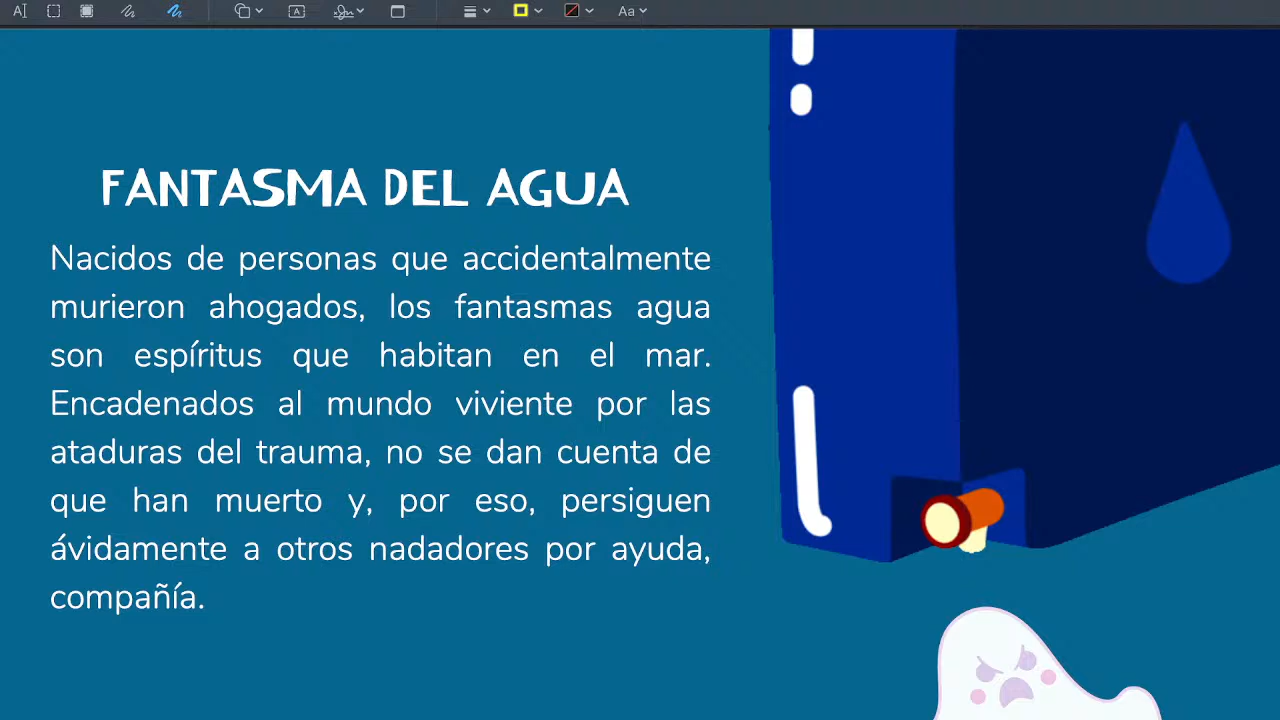 A
A
Aa
FANTASMA DEL AGUA
Nacidos de personas que accidentalmente
murieron ahogados, los fantasmas agua
son espíritus que habitan en el mar.
Encadenados al mundo viviente por las
ataduras del trauma, no se dan cuenta de
que han muerto y, por eso, persiguen
ávidamente a otros nadadores por ayuda,
compañía.